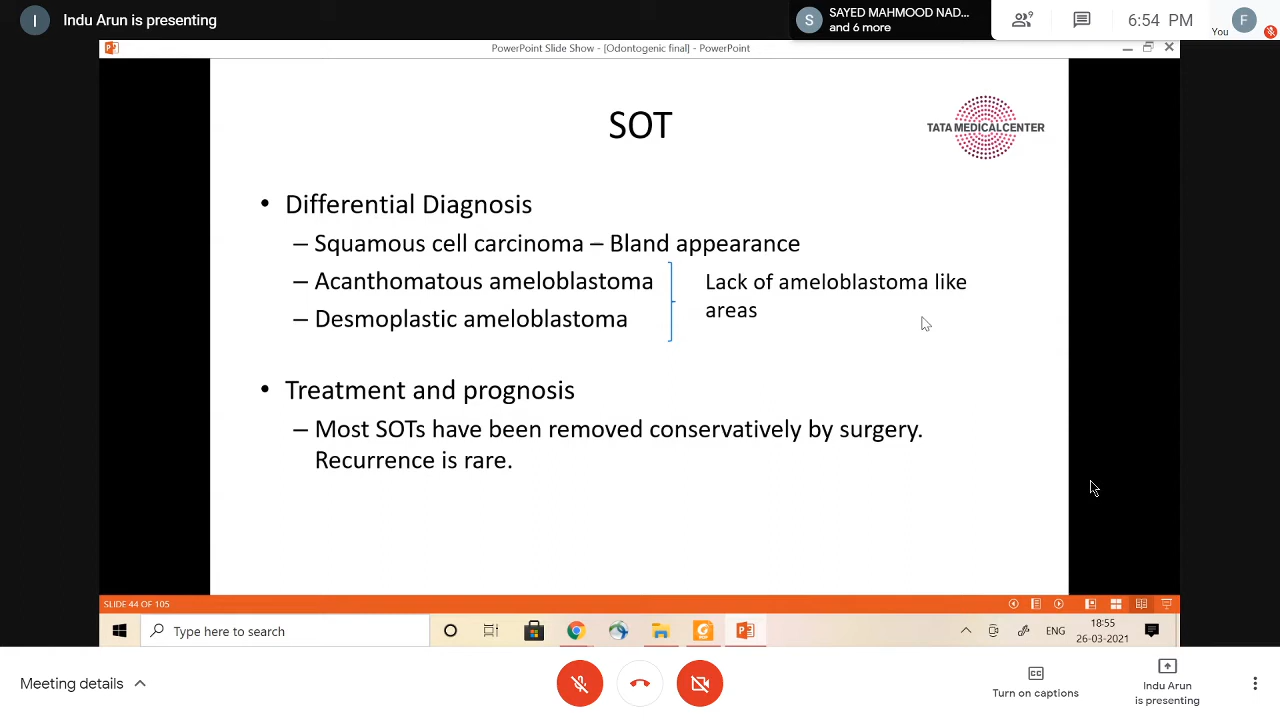 I Indu Arun is presenting
S SAYED MAHMOOD NAD...
and 6 more
9
6:54 PM
You
F
PowerPoint Slide Show - [Odontogenic final] - PowerPoint
SOT
TATA MEDICAL CENTER
• Differential Diagnosis
– Squamous cell carcinoma – Bland appearance
– Acanthomatous ameloblastoma
– Desmoplastic ameloblastoma
Lack of ameloblastoma like
areas
• Treatment and prognosis
– Most SOTs have been removed conservatively by surgery.
Recurrence is rare.
SLIDE 44 OF 105
Type here to search
ENG
18:55
26-03-2021
Meeting details
CC
Turn on captions
Indu Arun
is presenting